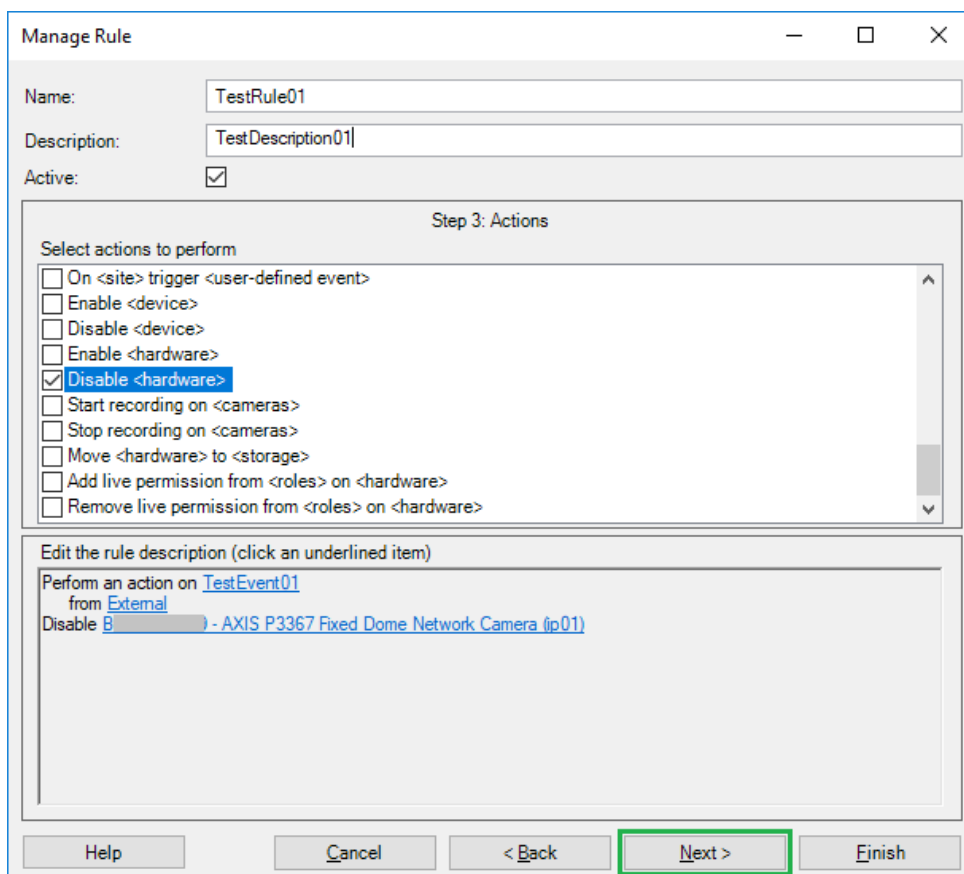 Manage Rule
Name: TestRule01
Description: TestDescription01
Active:
Step 3: Actions
Select actions to perform
On <site> trigger <user-defined event>
Enable <device>
Disable <device>
Enable <hardware>
Disable <hardware>
Start recording on <cameras>
Stop recording on <cameras>
Move <hardware> to <storage>
Add live permission from <roles> on <hardware>
Remove live permission from <roles> on <hardware>
Edit the rule description (click an underlined item)
Perform an action on TestEvent01
from External
Disable B - AXIS P3367 Fixed Dome Network Camera (ip01)
Help Cancel < Back Next > Finish